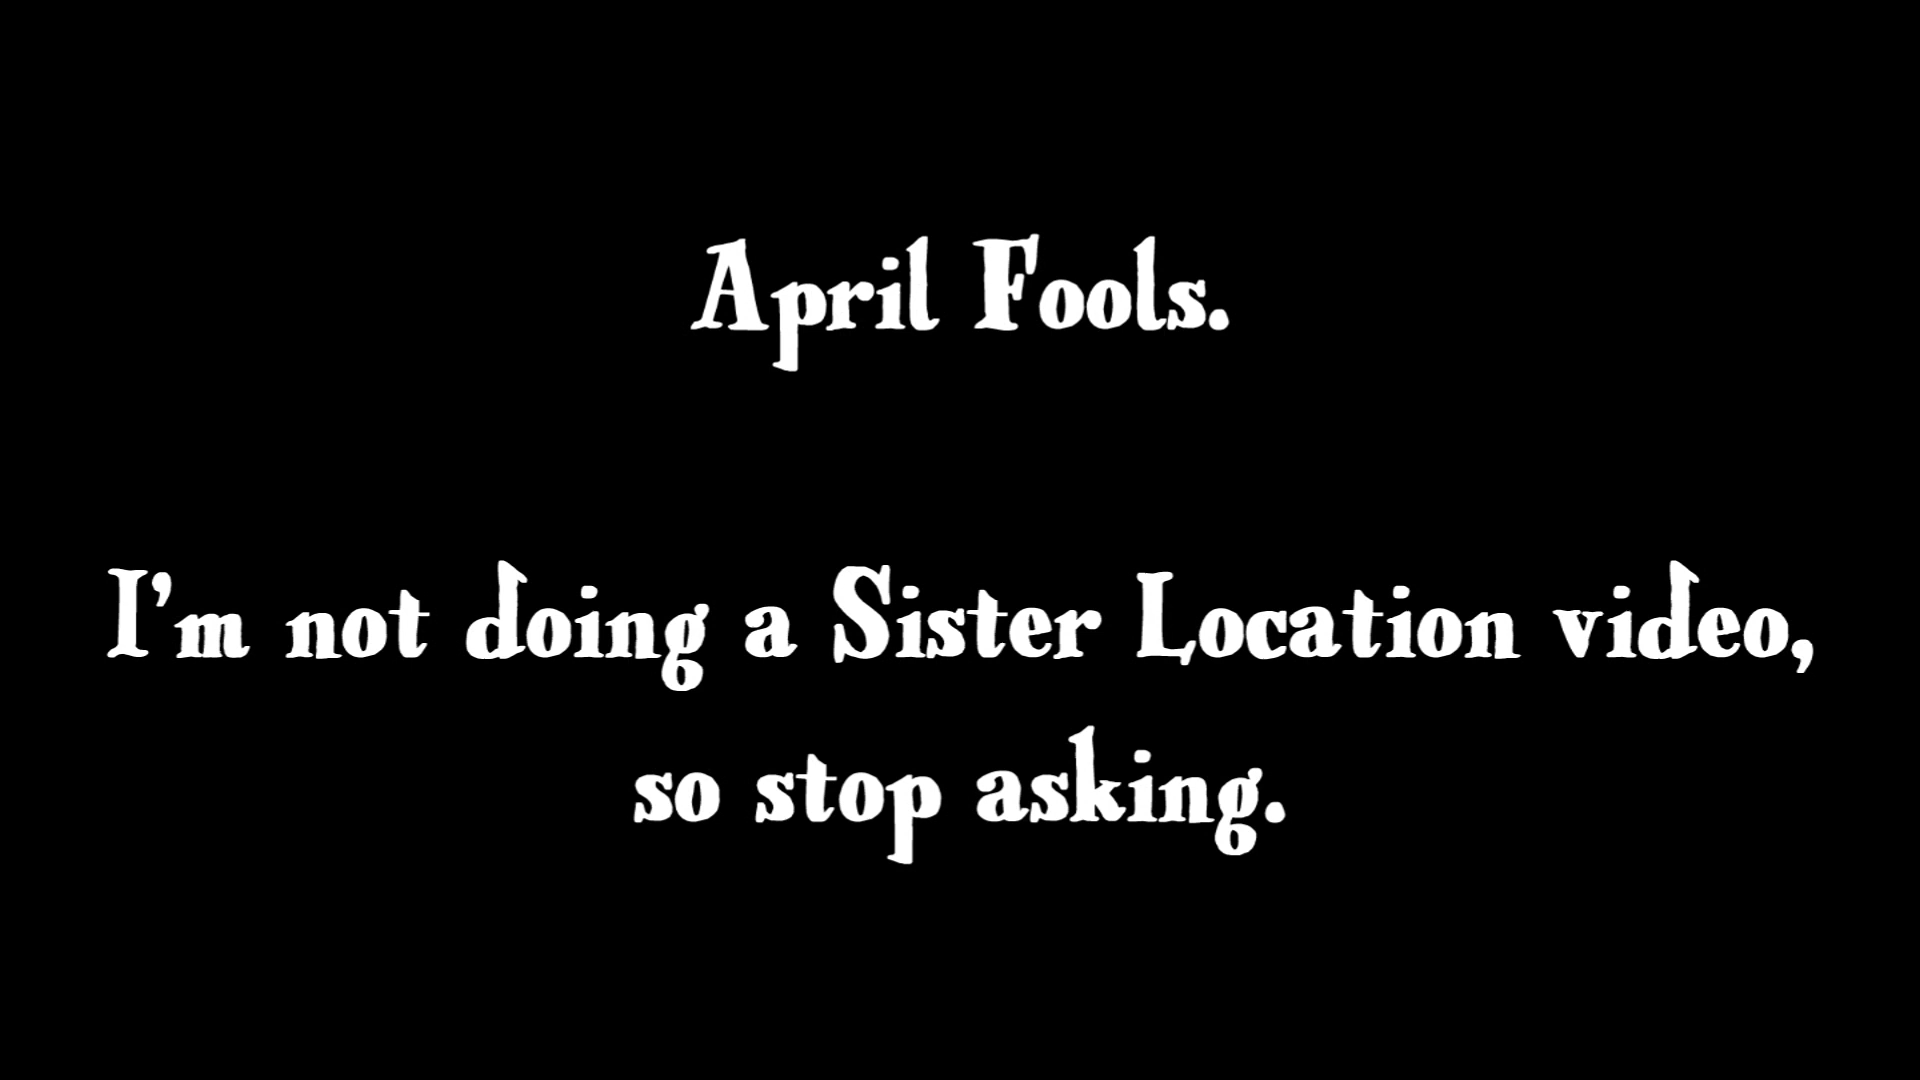 April Fools.
I'm not doing a Sister Location video,
so stop asking.